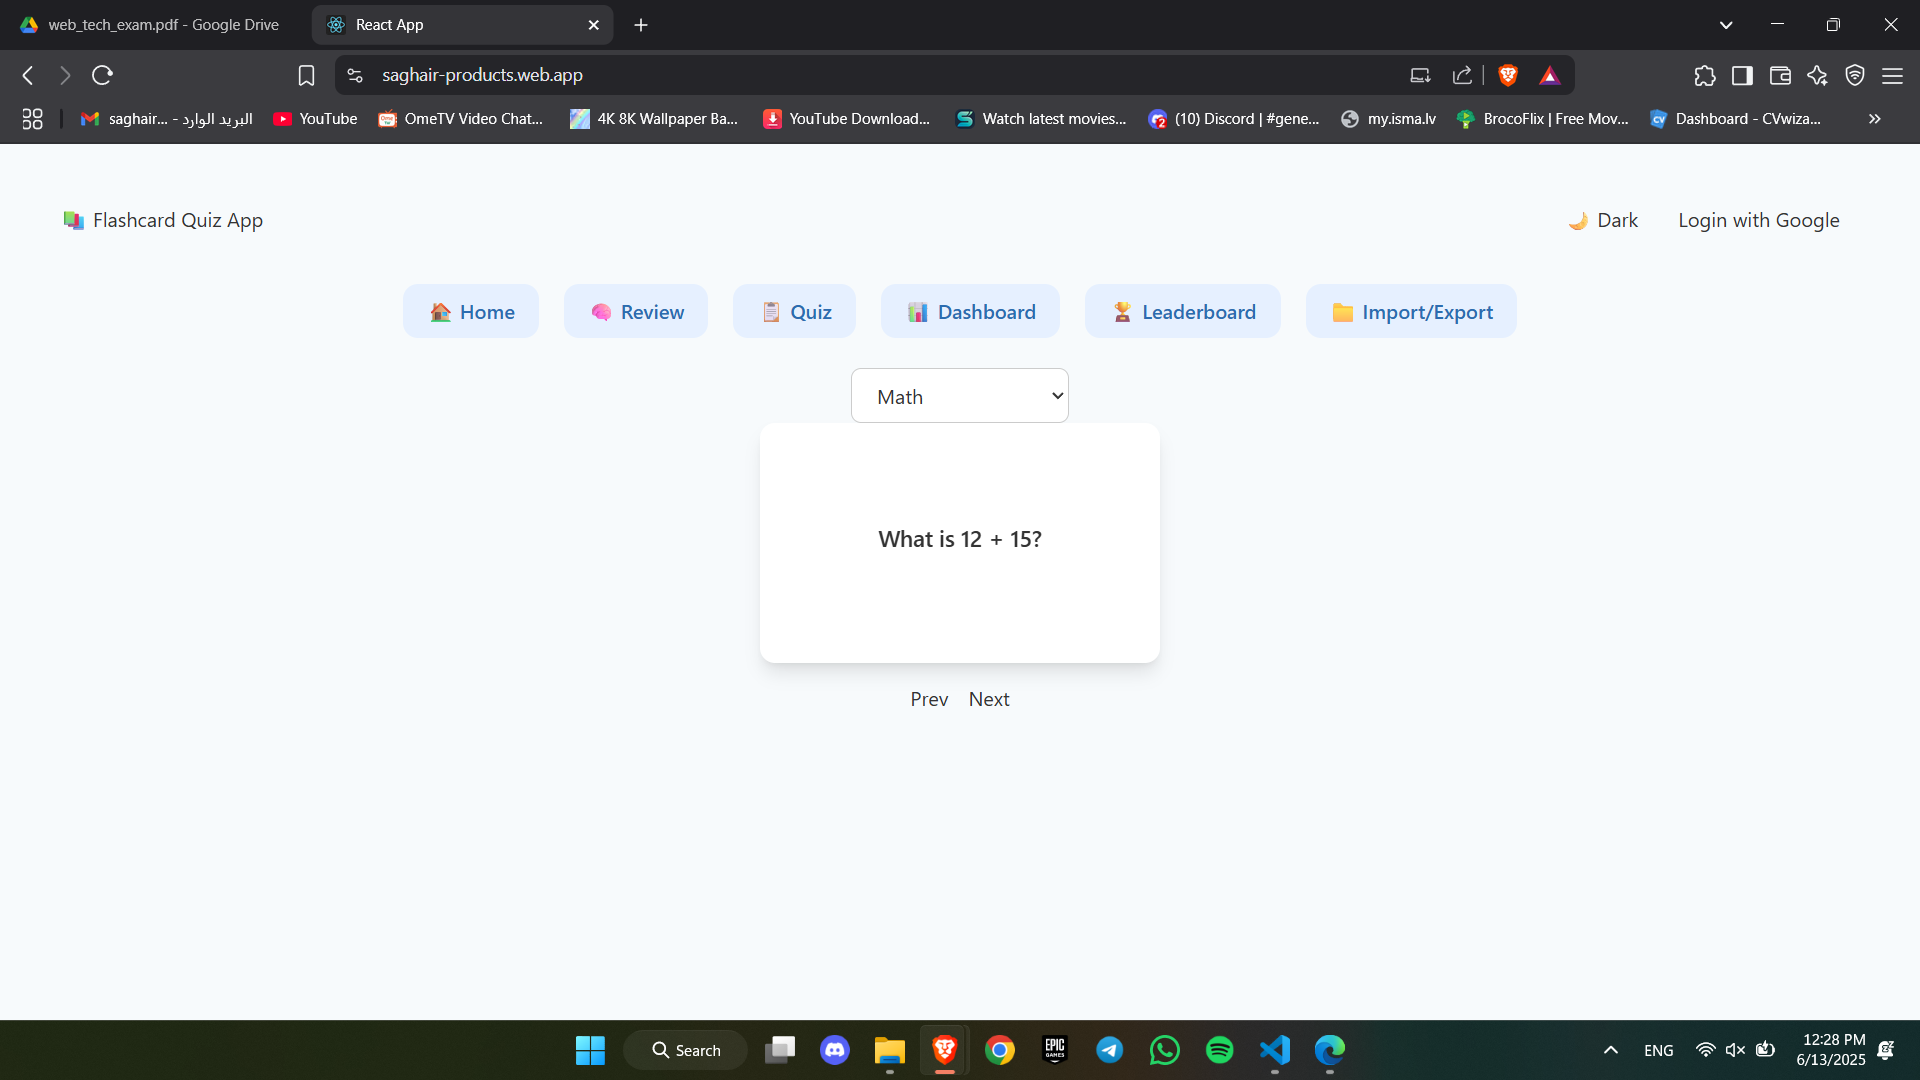 web_tech_exam.pdf - Google Drive
React App
saghair-products.web.app
saghair... - البريد الوارد
YouTube
OmeTV Video Chat...
4K 8K Wallpaper Ba...
YouTube Download...
Watch latest movies...
(10) Discord | #gene...
my.isma.lv
BrocoFlix | Free Mov...
Dashboard - CVwiza...
Flashcard Quiz App
Dark
Login with Google
Home
Review
Quiz
Dashboard
Leaderboard
Import/Export
Math
What is 12 + 15?
Prev
Next
Search
EPIC
GAMES
ENG
12:28 PM
6/13/2025